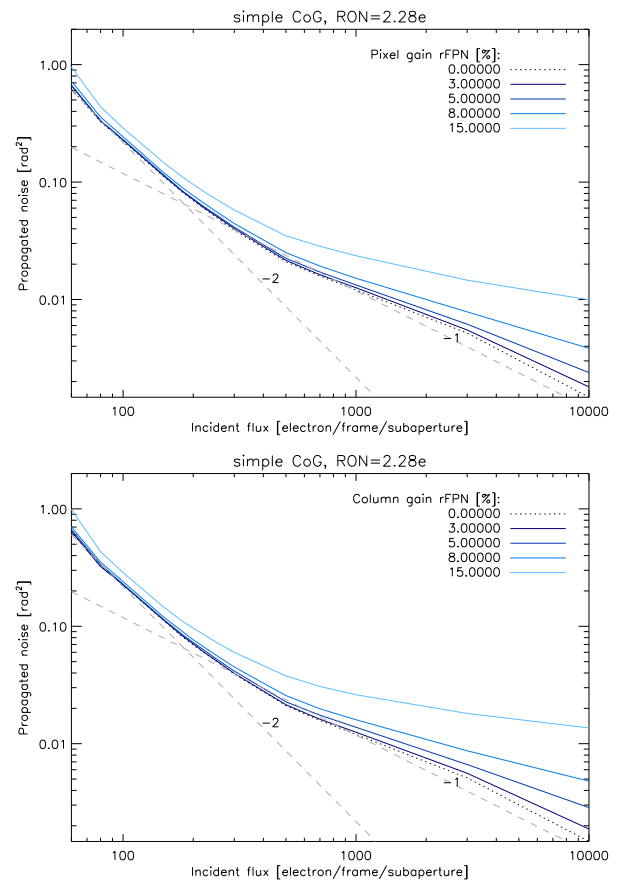 simple CoG, RON=2.28e
Pixel gain rFPN [%]:
0.00000
3.00000
5.00000
8.00000
15.0000
1.00
0.10
0.01
Propagated noise [rad²]
−2
−1
100 1000 10000
Incident flux [electron/frame/subaperture]
simple CoG, RON=2.28e
Column gain rFPN [%]:
0.00000
3.00000
5.00000
8.00000
15.0000
1.00
0.10
0.01
Propagated noise [rad²]
−2
−1
100 1000 10000
Incident flux [electron/frame/subaperture]